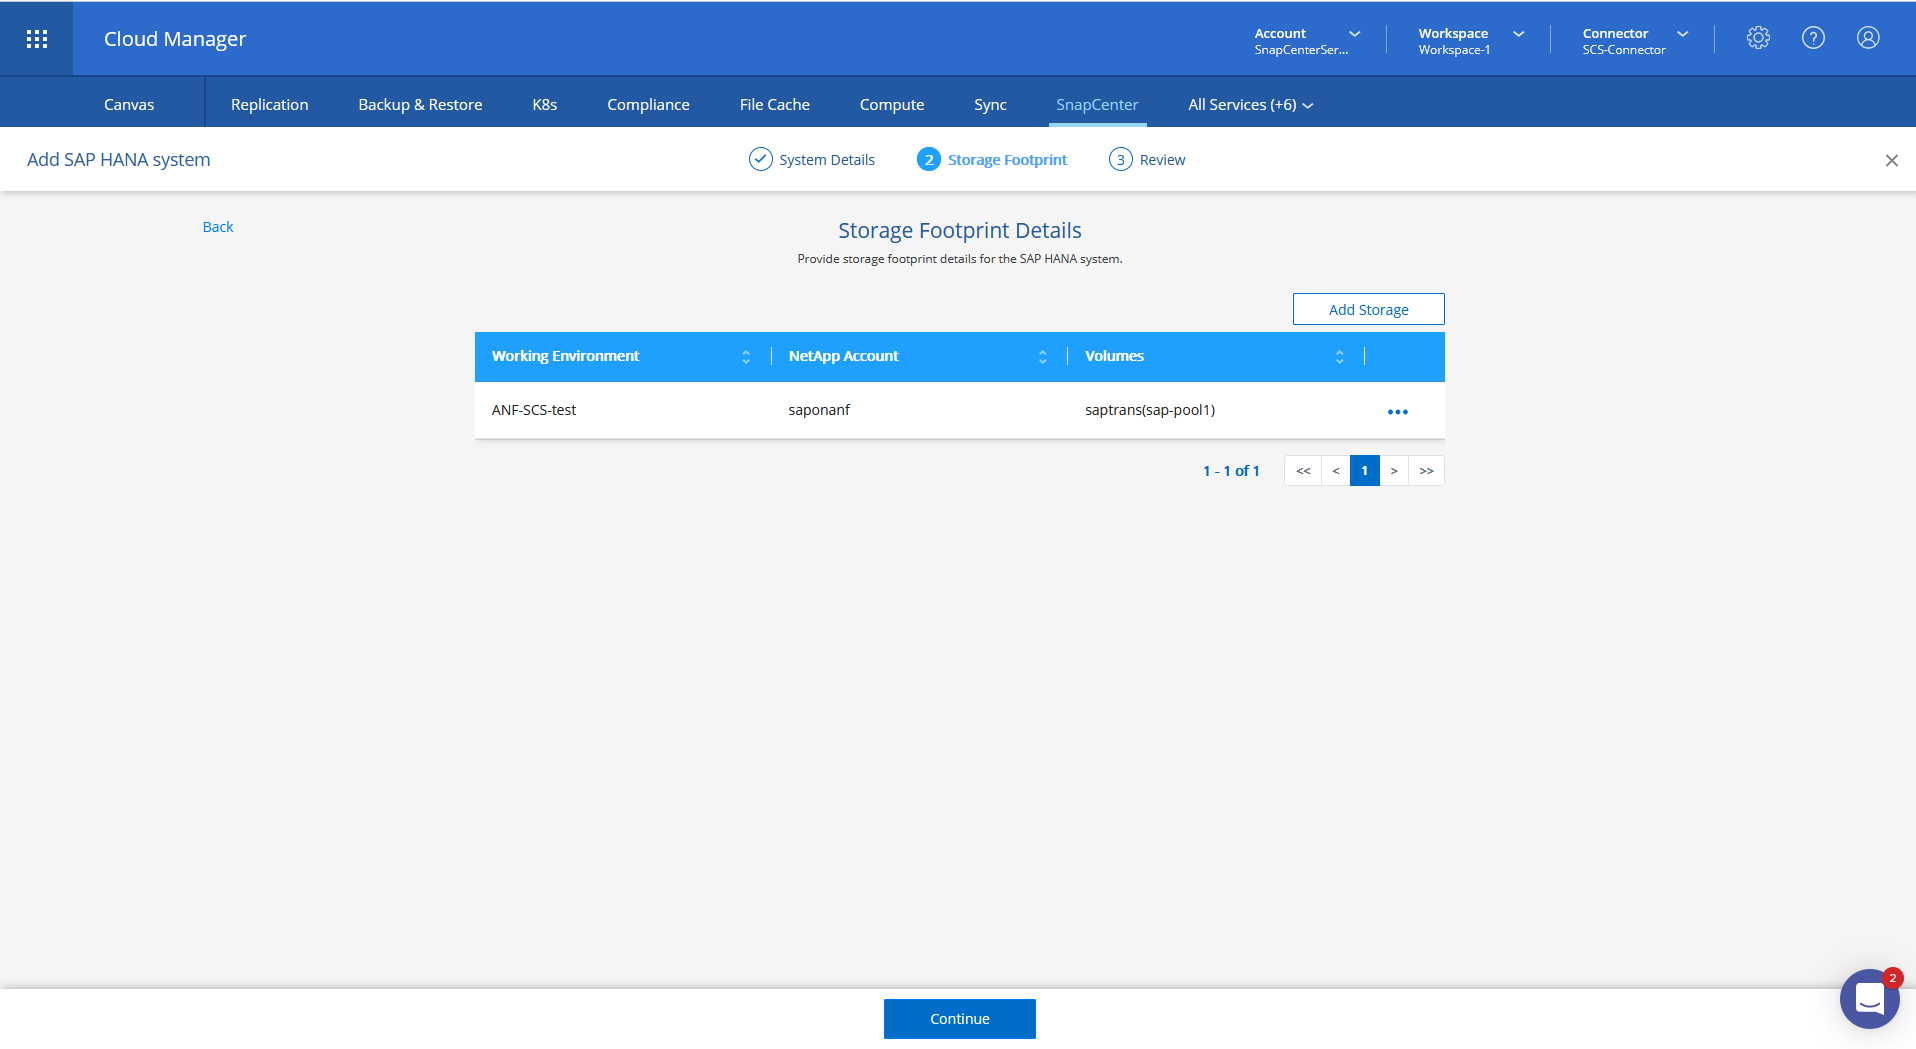 Cloud Manager
Account
SnapCenterSer...
Workspace
Workspace-1
Connector
SCS-Connector
?
Canvas
Replication
Backup & Restore
K8s
Compliance
File Cache
Compute
Sync
SnapCenter
All Services (+6)
Add SAP HANA system
System Details
2 Storage Footprint
3 Review
Back
Storage Footprint Details
Provide storage footprint details for the SAP HANA system.
Add Storage
Working Environment
NetApp Account
Volumes
ANF-SCS-test
saponanf
saptrans(sap-pool1)
1 - 1 of 1
<< < 1 > >>
2
Continue